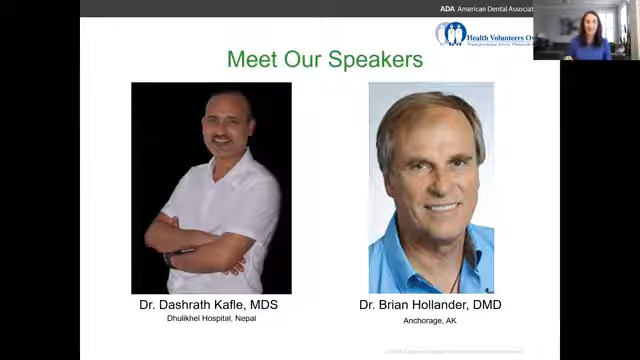 ADA American Dental Associat
Health Volunteers Ov
Meet Our Speakers
Dr. Dashrath Kafle, MDS
Dhulikhel Hospital, Nepal
Dr. Brian Hollander, DMD
Anchorage, AK